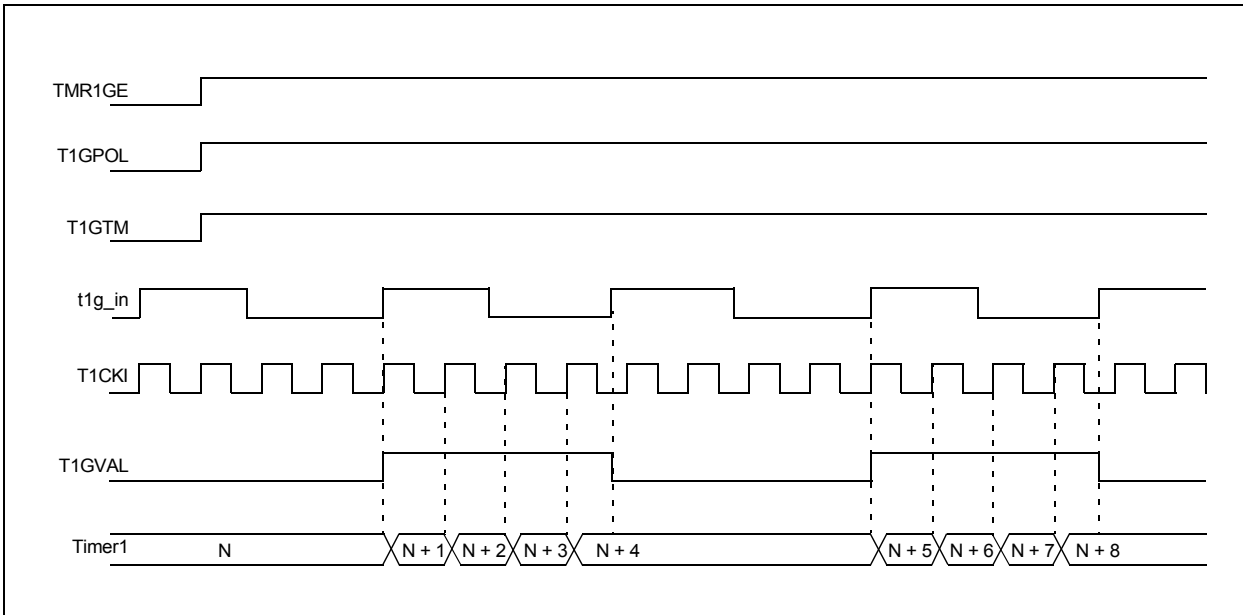 TMR1GE
T1GPOL
T1GTM
t1g_in
T1CKI
T1GVAL
Timer1 N N + 1 N + 2 N + 3 N + 4 N + 5 N + 6 N + 7 N + 8